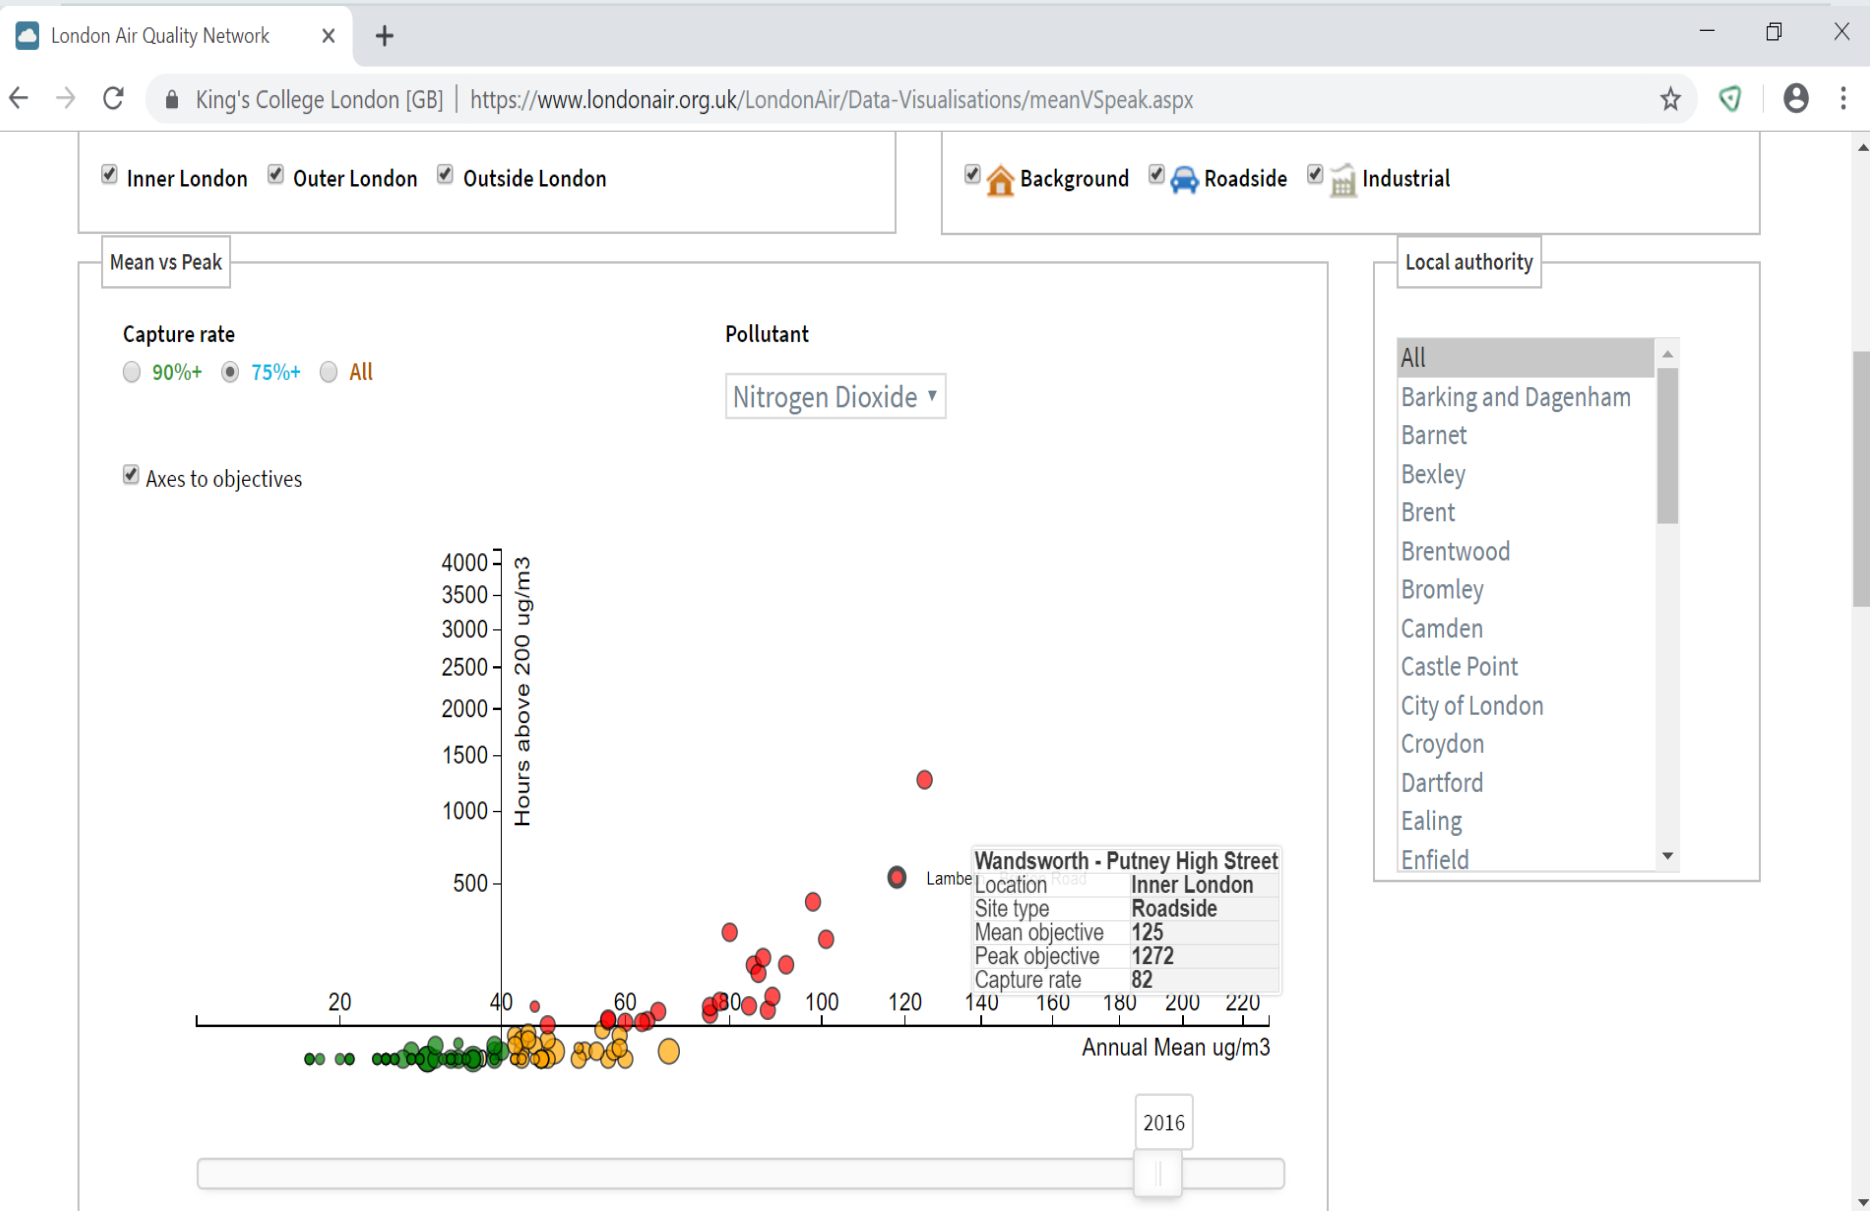 London Air Quality Network
King's College London [GB] | https://www.londonair.org.uk/LondonAir/Data-Visualisations/meanVSpeak.aspx
Inner London Outer London Outside London
Background Roadside Industrial
Mean vs Peak
Local authority
Capture rate
90%+ 75%+ All
Pollutant
Nitrogen Dioxide
Axes to objectives
All
Barking and Dagenham
Barnet
Bexley
Brent
Brentwood
Bromley
Camden
Castle Point
City of London
Croydon
Dartford
Ealing
Enfield
4000
3500
3000
2500
2000
1500
1000
500
Hours above 200 ug/m3
Wandsworth - Putney High Street
Location Inner London
Site type Roadside
Mean objective 125
Peak objective 1272
Capture rate 82
Lambe Road
20 40 60 80 100 120 140 160 180 200 220
Annual Mean ug/m3
2016